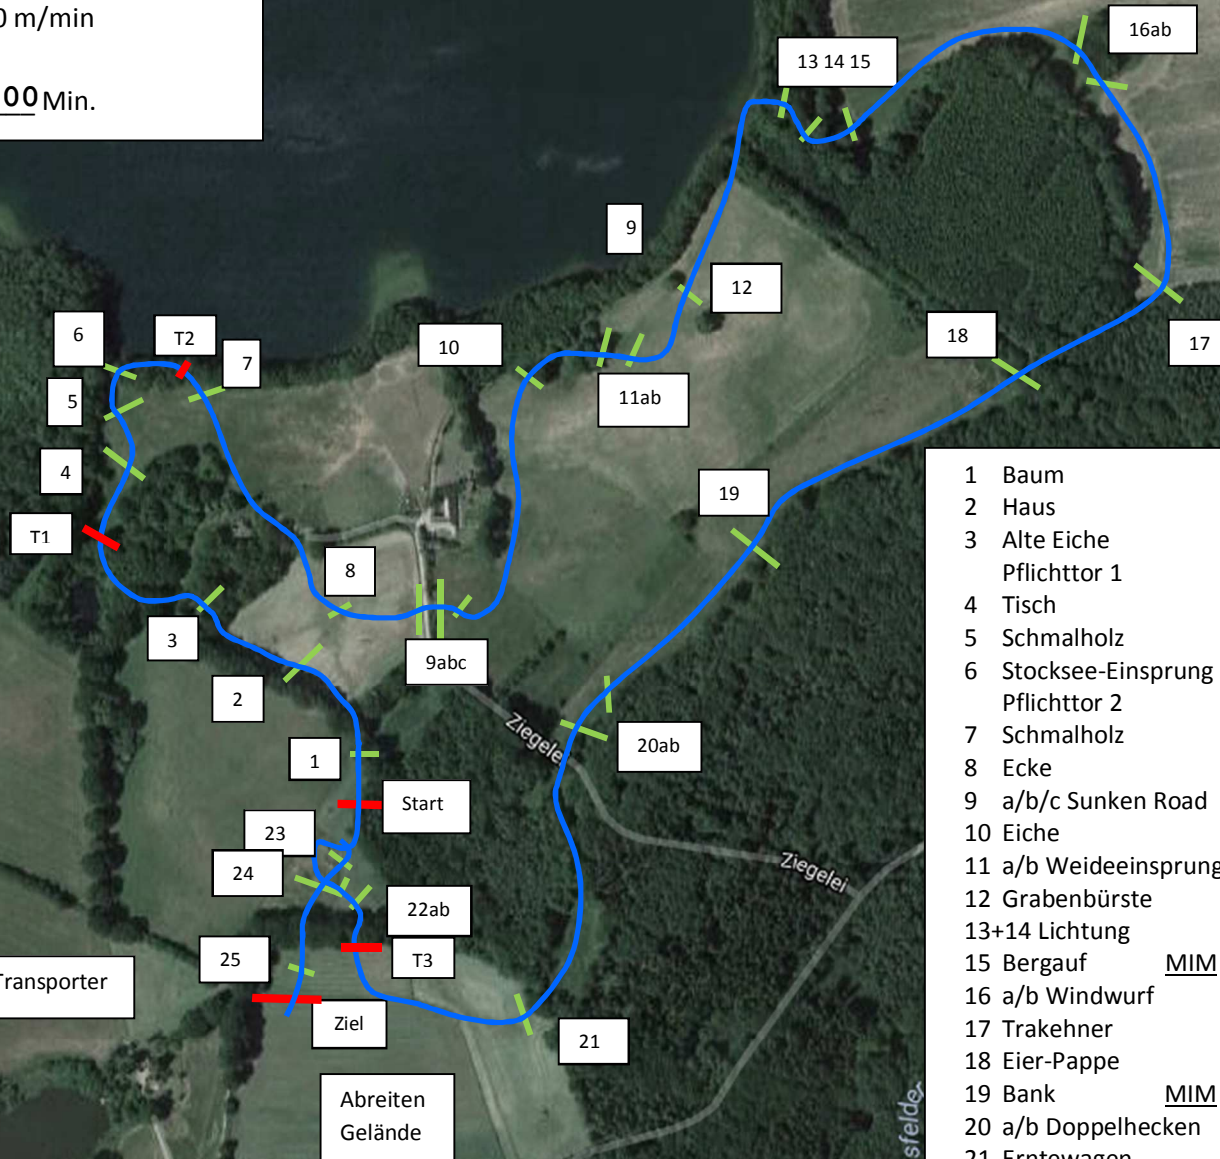 0 m/min
00 Min.
16ab
13 14 15
9
12
6
T2
7
10
18
17
5
11ab
4
19
T1
8
3
9abc
2
Ziegelei
20ab
1
Start
23
Ziegelei
24
22ab
25
T3
Transporter
Ziel
21
Abreiten
Gelände
sfelder
1 Baum
2 Haus
3 Alte Eiche
Pflichttor 1
4 Tisch
5 Schmalholz
6 Stocksee-Einsprung
Pflichttor 2
7 Schmalholz
8 Ecke
9 a/b/c Sunken Road
10 Eiche
11 a/b Weideeinsprung
12 Grabenbürste
13+14 Lichtung
15 Bergauf MIM
16 a/b Windwurf
17 Trakehner
18 Eier-Pappe
19 Bank MIM
20 a/b Doppelhecken
21 Erntewagen